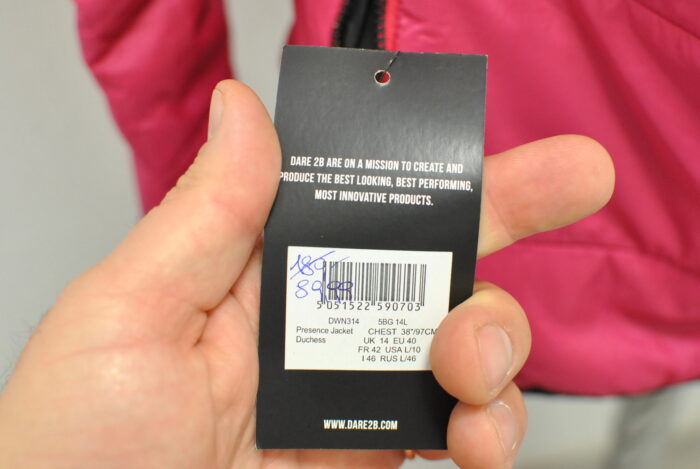 DARE 2B ARE ON A MISSION TO CREATE AND
PRODUCE THE BEST LOOKING, BEST PERFORMING,
MOST INNOVATIVE PRODUCTS.
180
89,99
5 051522 590703
DWN314 5BG 14L
Presence Jacket CHEST 38"/97CM
Duchess UK 14 EU 40
FR 42 USA L/10
I 46 RUS L/46
WWW.DARE2B.COM